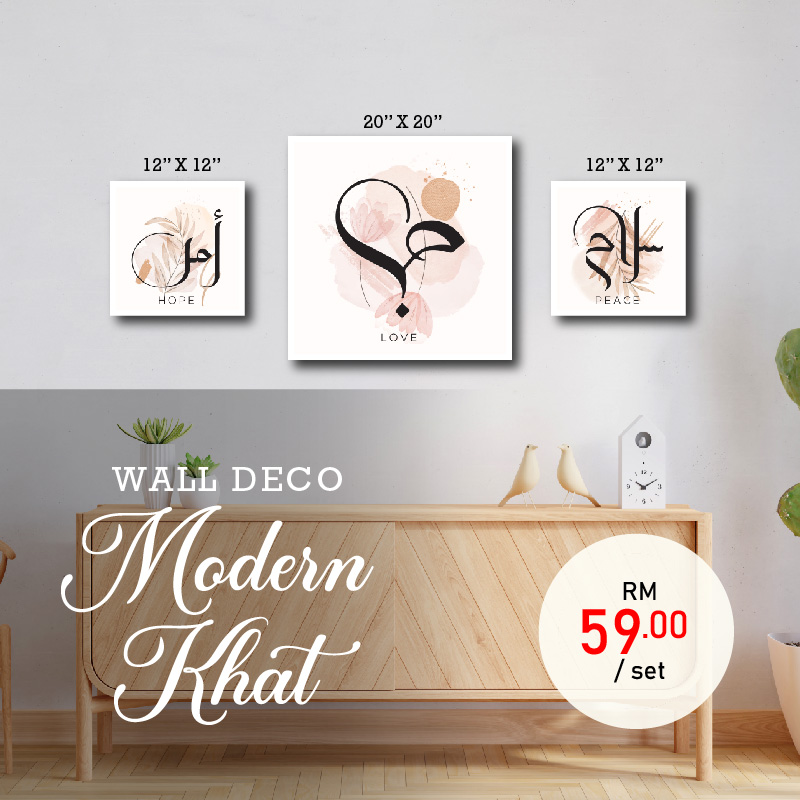 20” X 20”
12” X 12”
12” X 12”
أمل
HOPE
حب
LOVE
سلام
PEACE
WALL DECO
Modern
Khat
RM
59.00
/ set